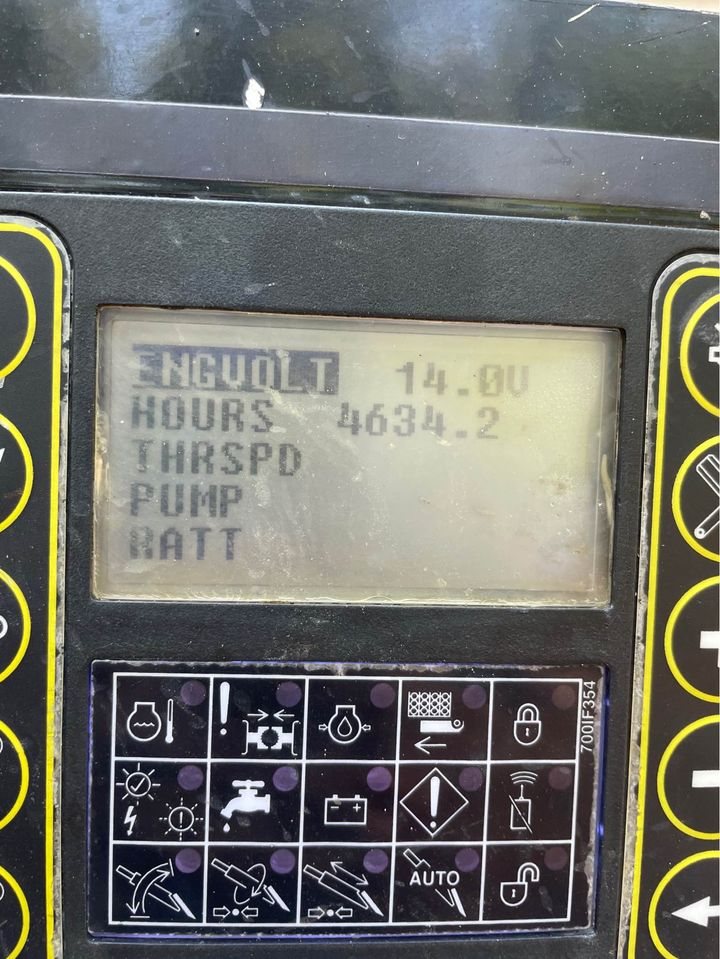 ENGVOLT 14.0V
HOURS 4634.2
THRSPD
PUMP
BATT
700IF354
AUTO